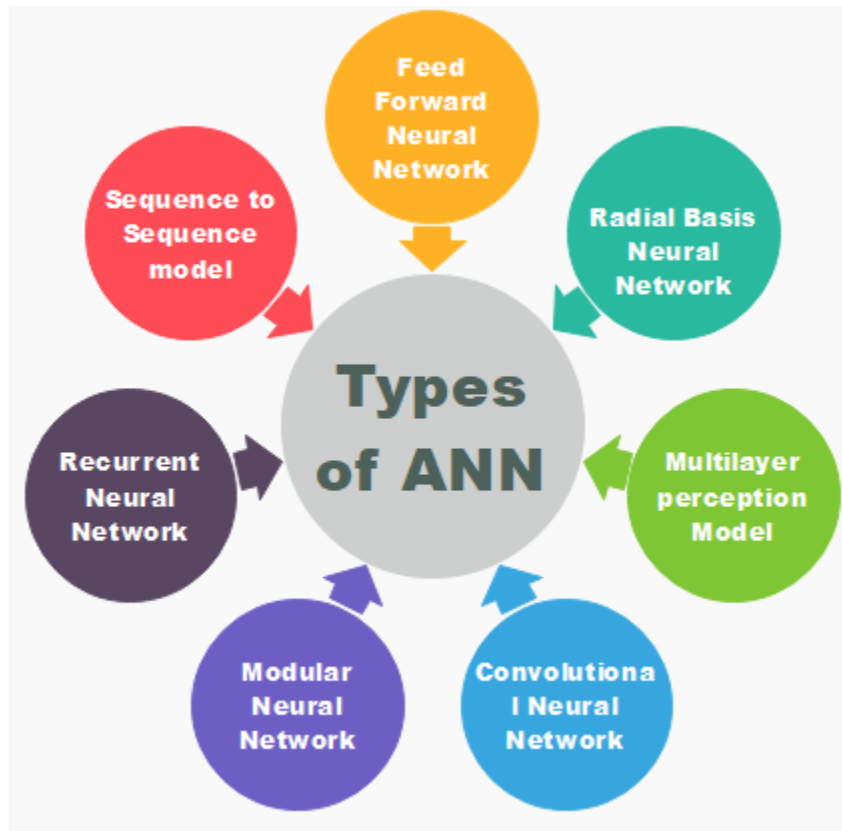 Feed
Forward
Neural
Network
Radial Basis
Neural
Network
Multilayer
perception
Model
Convolutiona
l Neural
Network
Modular
Neural
Network
Recurrent
Neural
Network
Sequence to
Sequence
model
Types
of ANN